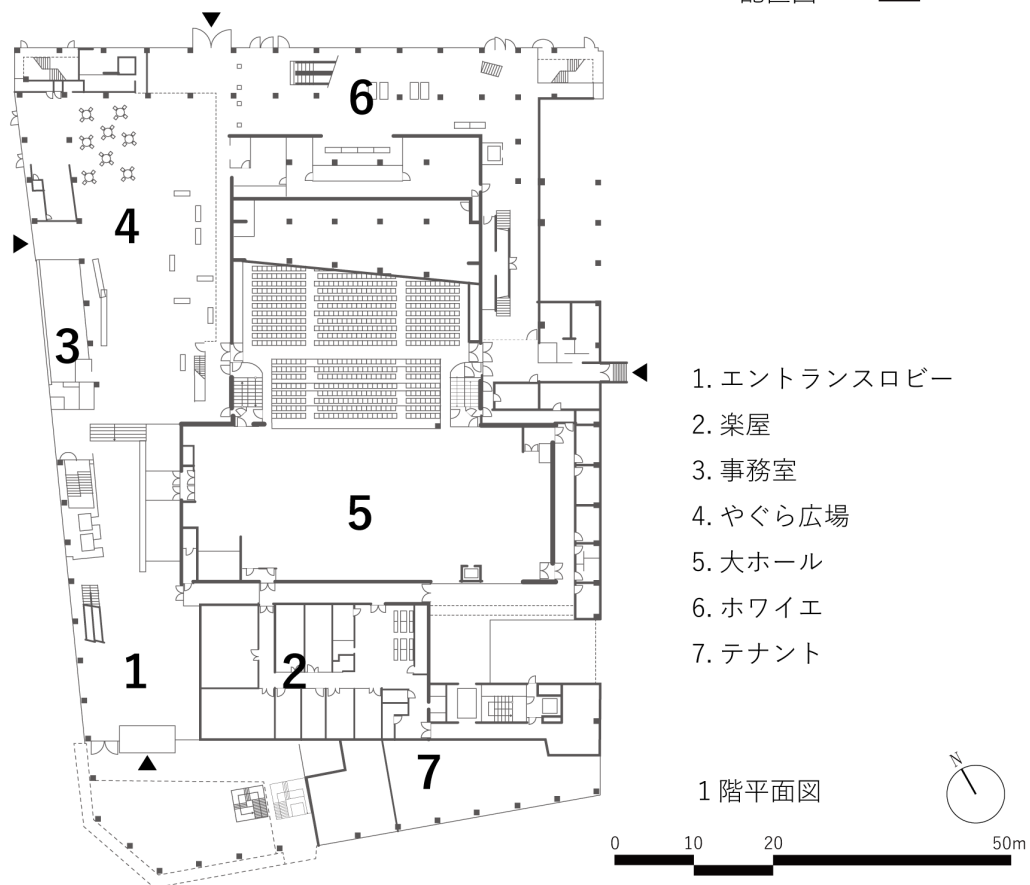 6
4
3
5
1
2
7
1. エントランスロビー
2. 楽屋
3. 事務室
4. やぐら広場
5. 大ホール
6. ホワイエ
7. テナント
1階平面図
N
0 10 20 50m